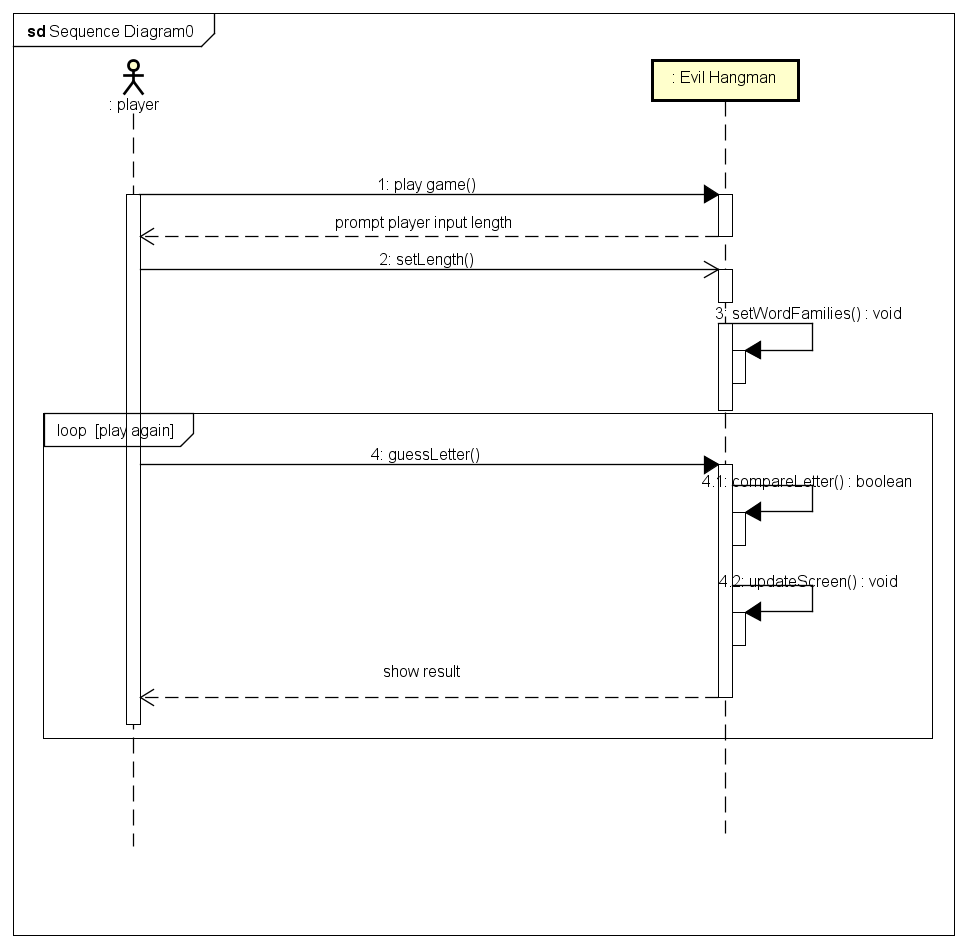 sd Sequence Diagram0
: player
: Evil Hangman
1: play game()
prompt player input length
2: setLength()
3: setWordFamilies() : void
loop [play again]
4: guessLetter()
4.1: compareLetter() : boolean
4.2: updateScreen() : void
show result